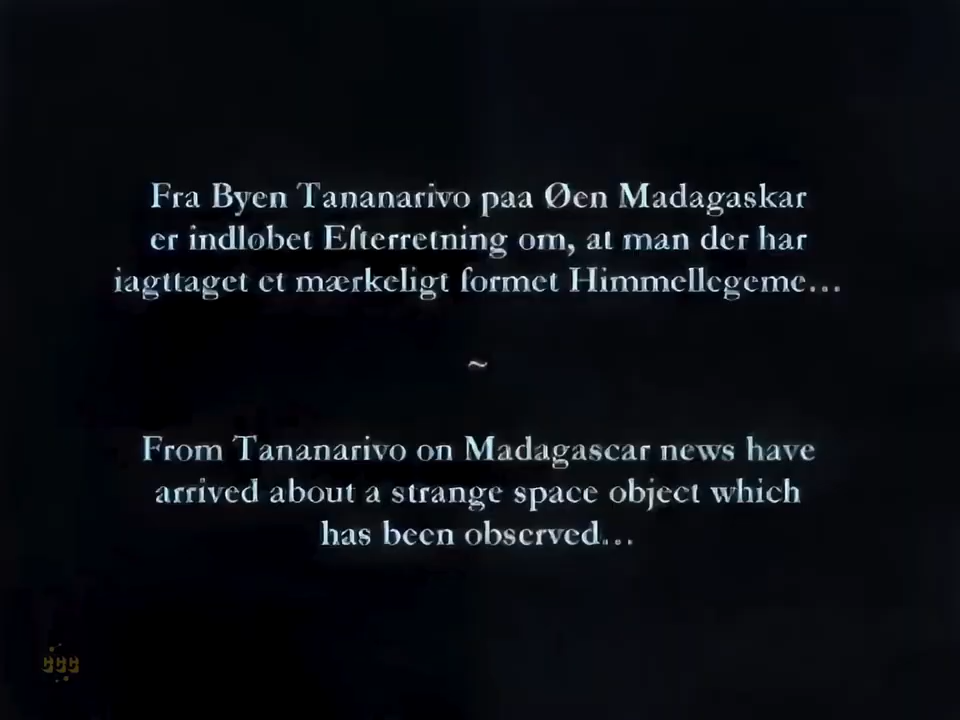 Fra Byen Tananarivo paa Øen Madagaskar
er indløbet Efterretning om, at man der har
iagttaget et mærkeligt formet Himmellegeme...
~
From Tananarivo on Madagascar news have
arrived about a strange space object which
has been observed...
CCC